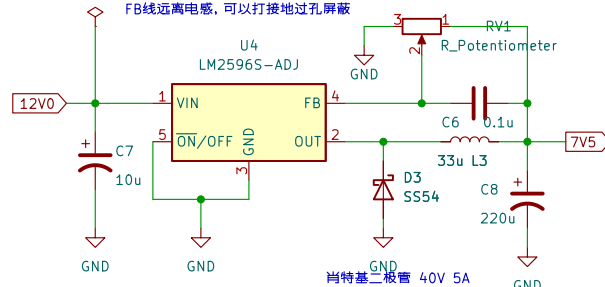 FB线远离电感, 可以打接地过孔屏蔽
RV1
R_Potentiometer
3
1
2
GND
U4
LM2596S-ADJ
12V0
1
VIN
FB
4
C6
0.1u
5
ON/OFF
GND
OUT
2
33u L3
7V5
3
C7
10u
D3
SS54
C8
220u
GND
GND
GND
GND
肖特基二极管 40V 5A